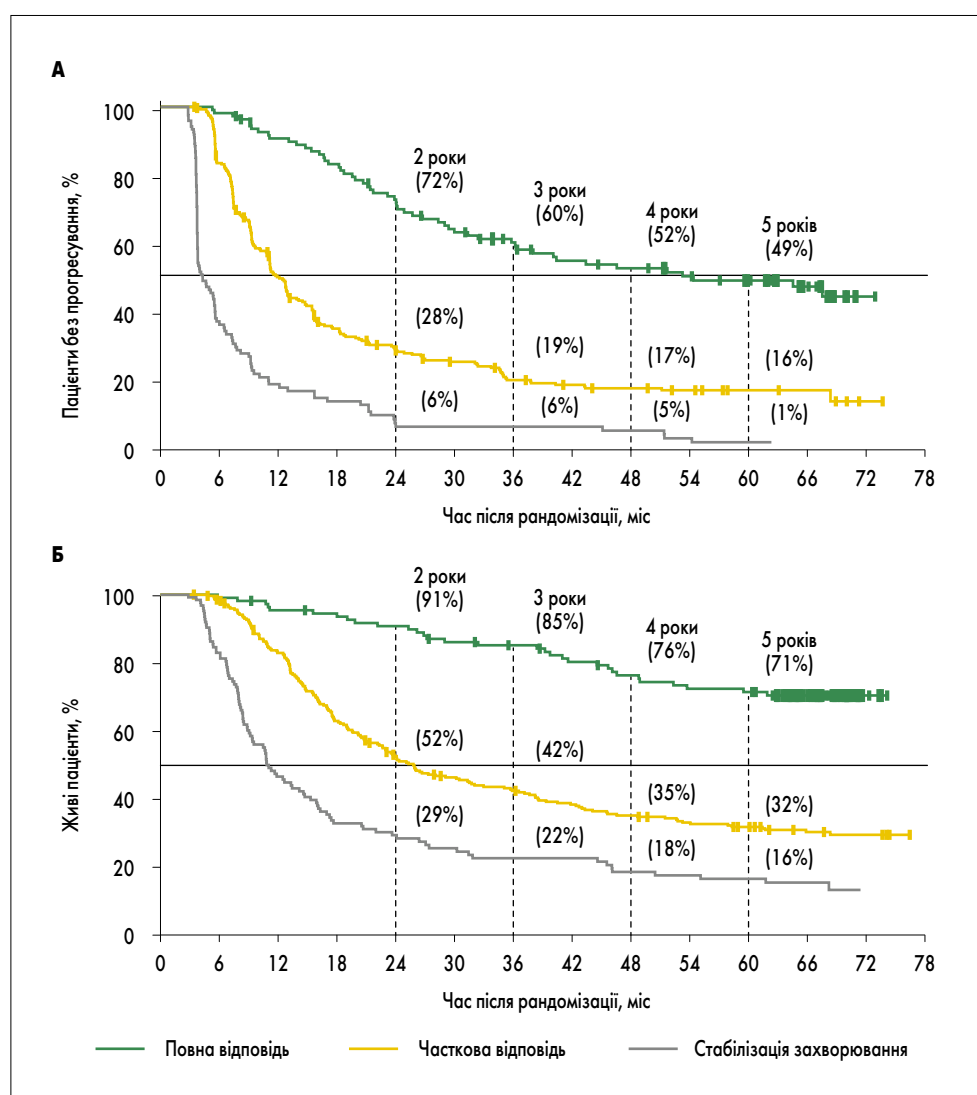 А
Пацієнти без прогресування, %
100
80
60
40
20
0
2 роки
(72%)
3 роки
(60%)
4 роки
(52%)
5 років
(49%)
(28%)
(19%)
(17%)
(16%)
(6%)
(6%)
(5%)
(1%)
0 6 12 18 24 30 36 42 48 54 60 66 72 78
Час після рандомізації, міс
Б
Живі пацієнти, %
100
80
60
40
20
0
2 роки
(91%)
3 роки
(85%)
4 роки
(76%)
5 років
(71%)
(52%)
(42%)
(35%)
(32%)
(29%)
(22%)
(18%)
(16%)
0 6 12 18 24 30 36 42 48 54 60 66 72 78
Час після рандомізації, міс
Повна відповідь Часткова відповідь Стабілізація захворювання